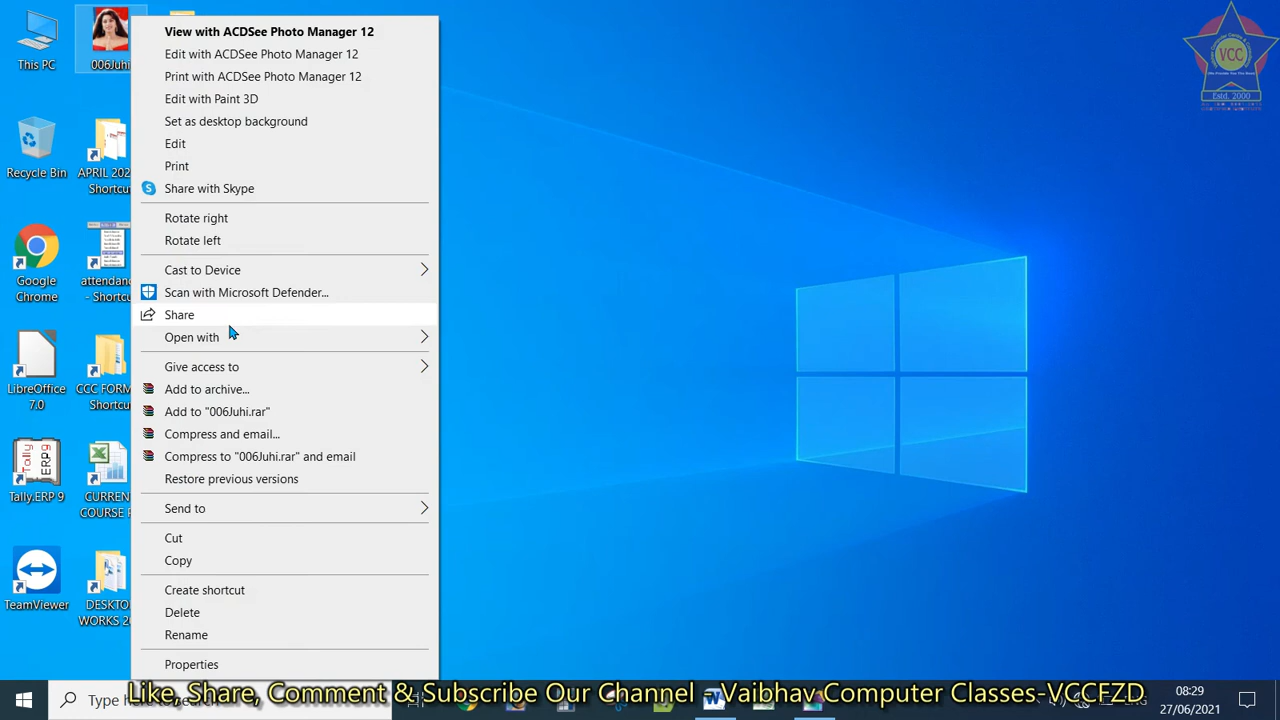 This PC
006Juhi
Recycle Bin
APRIL 202
Shortcu
Google
Chrome
attendan
- Shortcu
LibreOffice
7.0
CCC FORM
Shortcu
Tally.ERP 9
CURREN
COURSE F
TeamViewer
DESKTO
WORKS 20
View with ACDSee Photo Manager 12
Edit with ACDSee Photo Manager 12
Print with ACDSee Photo Manager 12
Edit with Paint 3D
Set as desktop background
Edit
Print
Share with Skype
Rotate right
Rotate left
Cast to Device
Scan with Microsoft Defender...
Share
Open with
Give access to
Add to archive...
Add to "006Juhi.rar"
Compress and email...
Compress to "006Juhi.rar" and email
Restore previous versions
Send to
Cut
Copy
Create shortcut
Delete
Rename
Properties
VCC
Estd. 2000
Type he
Like, Share, Comment & Subscribe Our Channel - Vaibhav Computer Classes-VCCFZD
08:29
27/06/2021